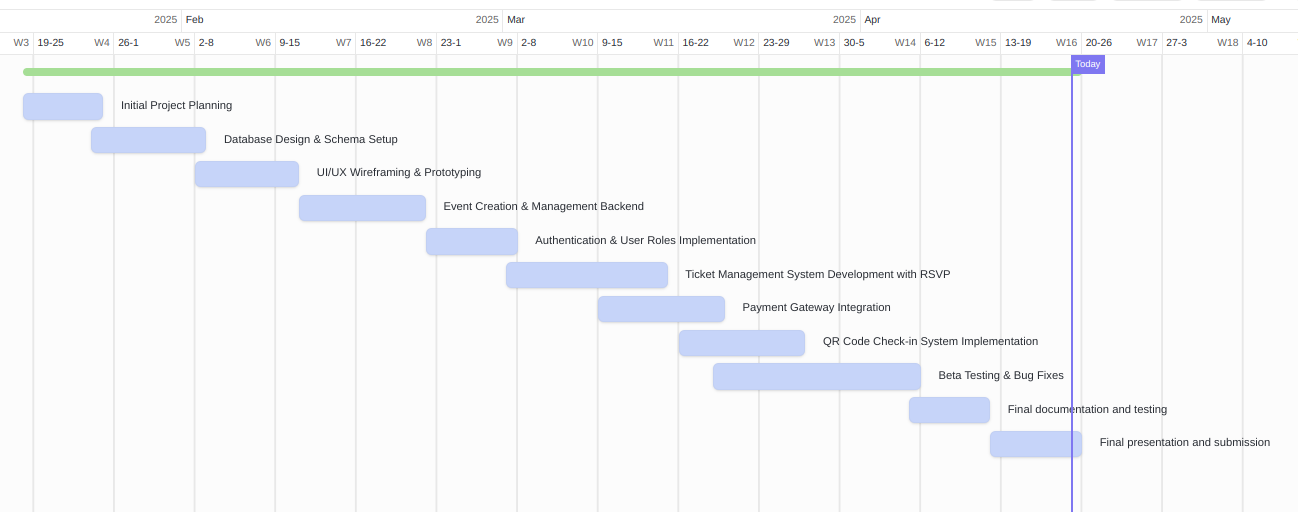 2025 Feb 2025 Mar 2025 Apr 2025 May
W3 19-25 W4 26-1 W5 2-8 W6 9-15 W7 16-22 W8 23-1 W9 2-8 W10 9-15 W11 16-22 W12 23-29 W13 30-5 W14 6-12 W15 13-19 W16 20-26 W17 27-3 W18 4-10
Today
Initial Project Planning
Database Design & Schema Setup
UI/UX Wireframing & Prototyping
Event Creation & Management Backend
Authentication & User Roles Implementation
Ticket Management System Development with RSVP
Payment Gateway Integration
QR Code Check-in System Implementation
Beta Testing & Bug Fixes
Final documentation and testing
Final presentation and submission